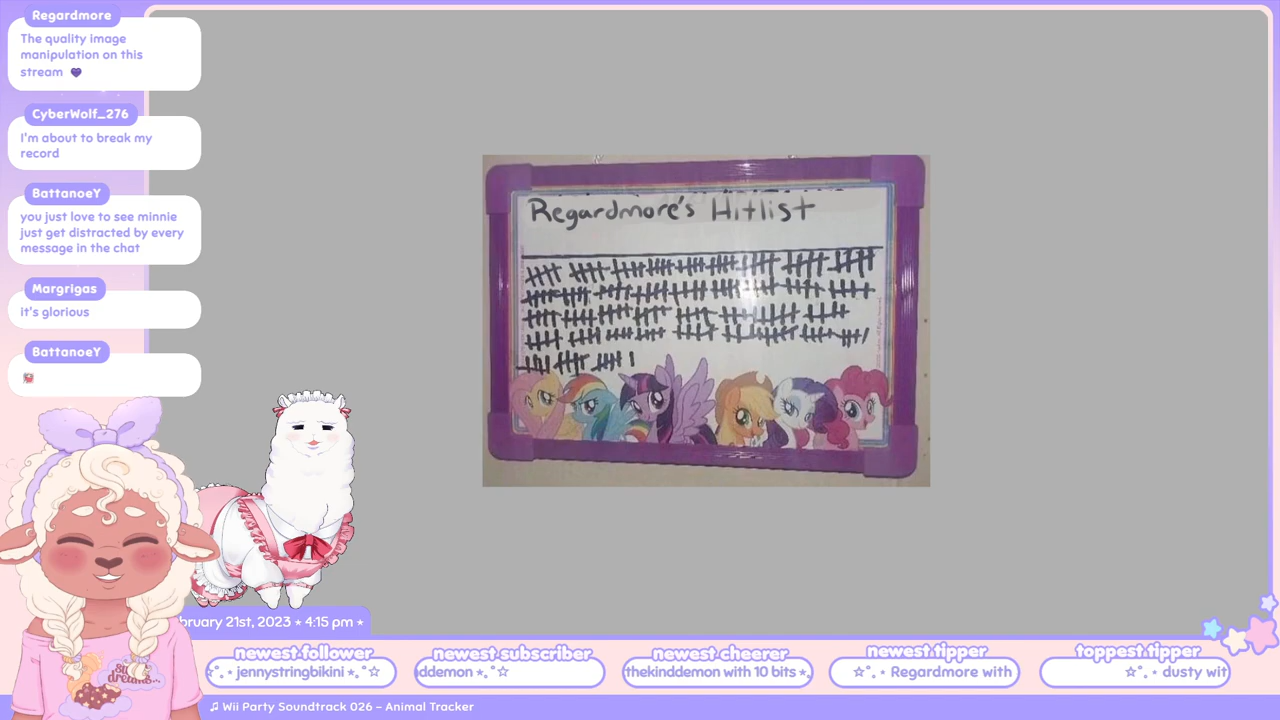 Regardmore
The quality image
manipulation on this
stream 💜
CyberWolf_276
I'm about to break my
record
BattanoeY
you just love to see minnie
just get distracted by every
message in the chat
Margrigas
it's glorious
BattanoeY
Regardmore's Hitlist
bruary 21st, 2023 ⋆ 4:15 pm ⋆
newest follower
☆˚｡⋆ jennystringbikini ⋆｡˚☆
newest subscriber
ddemon ⋆｡˚☆
newest cheerer
thekinddemon with 10 bits ⋆｡
newest tipper
☆˚｡⋆ Regardmore with
toppest tipper
☆˚｡⋆ dusty wit
♫ Wii Party Soundtrack 026 - Animal Tracker